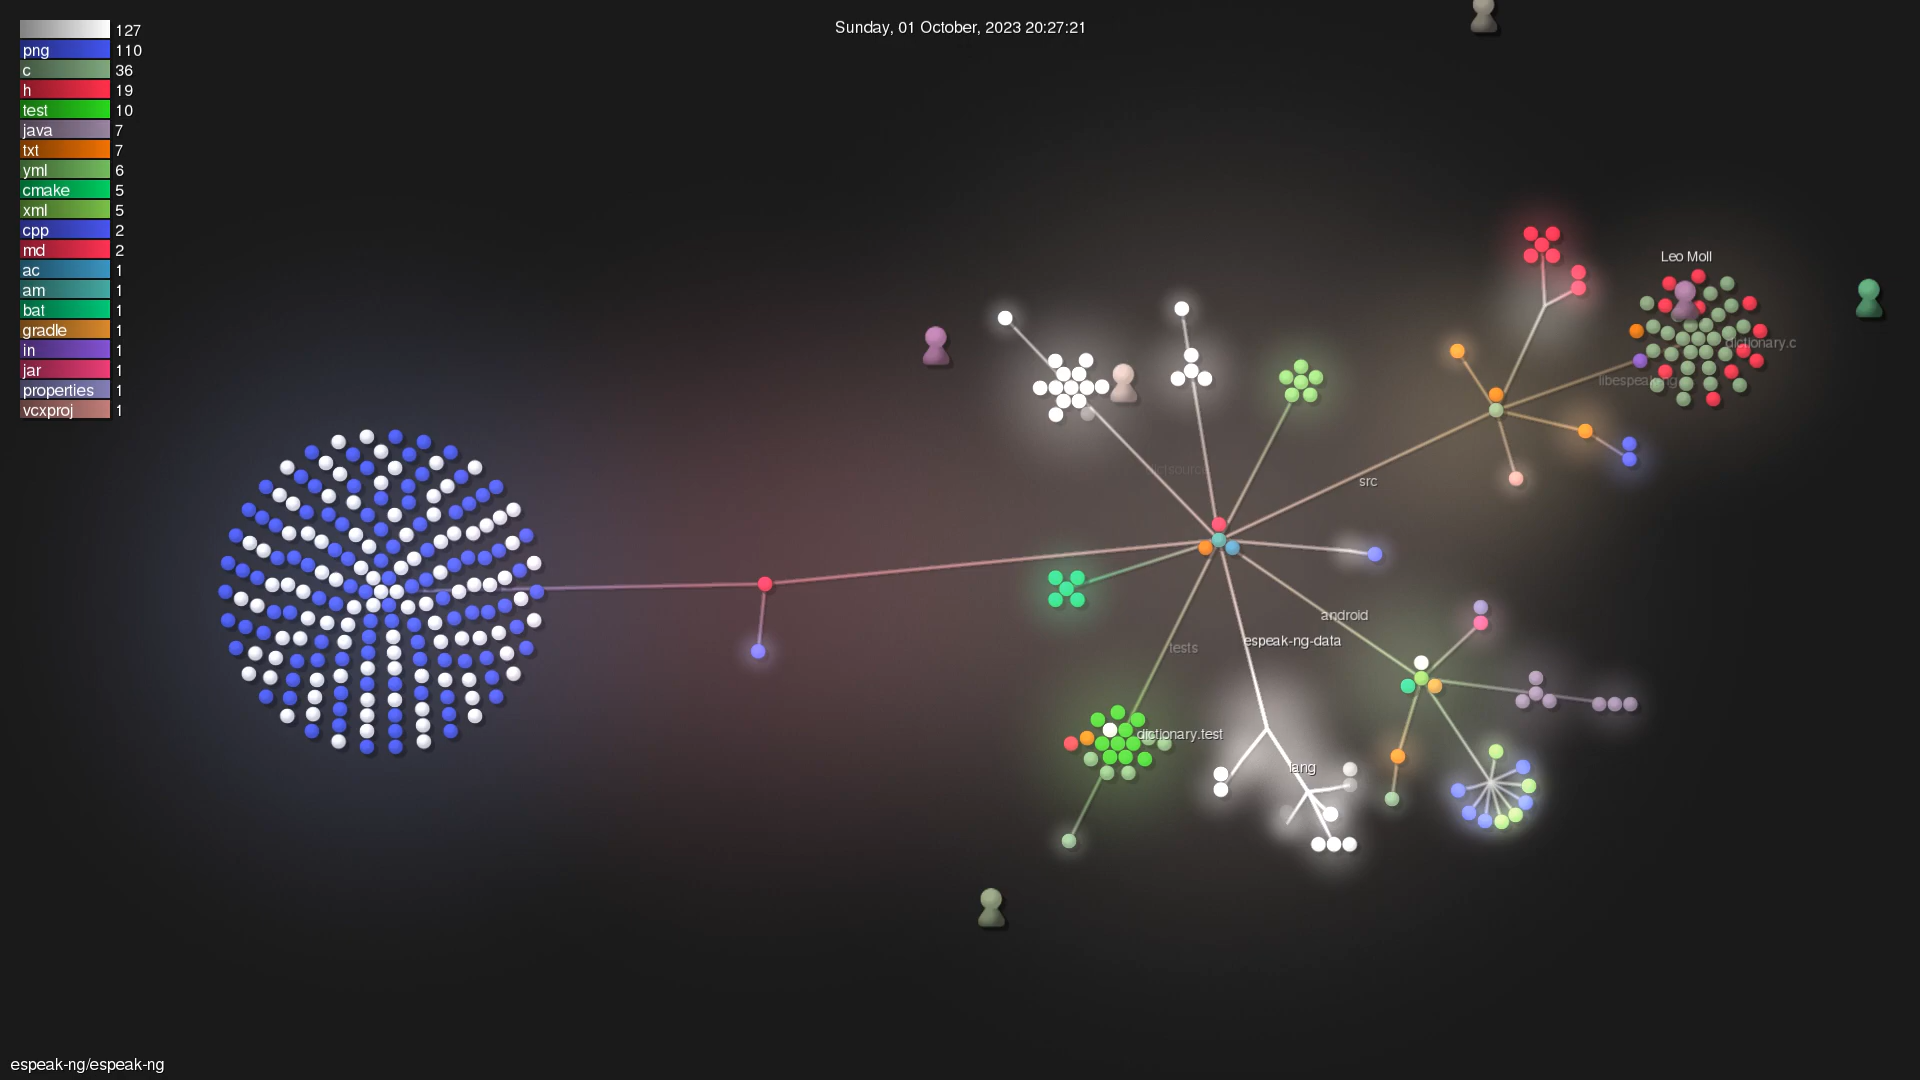 Sunday, 01 October, 2023 20:27:21
127
png 110
c 36
h 19
test 10
java 7
txt 7
yml 6
cmake 5
xml 5
cpp 2
md 2
ac 1
am 1
bat 1
gradle 1
in 1
jar 1
properties 1
vcxproj 1
Leo Moll
dictionary.c
libespeak-ng
dictsource
src
android
espeak-ng-data
tests
dictionary.test
lang
espeak-ng/espeak-ng